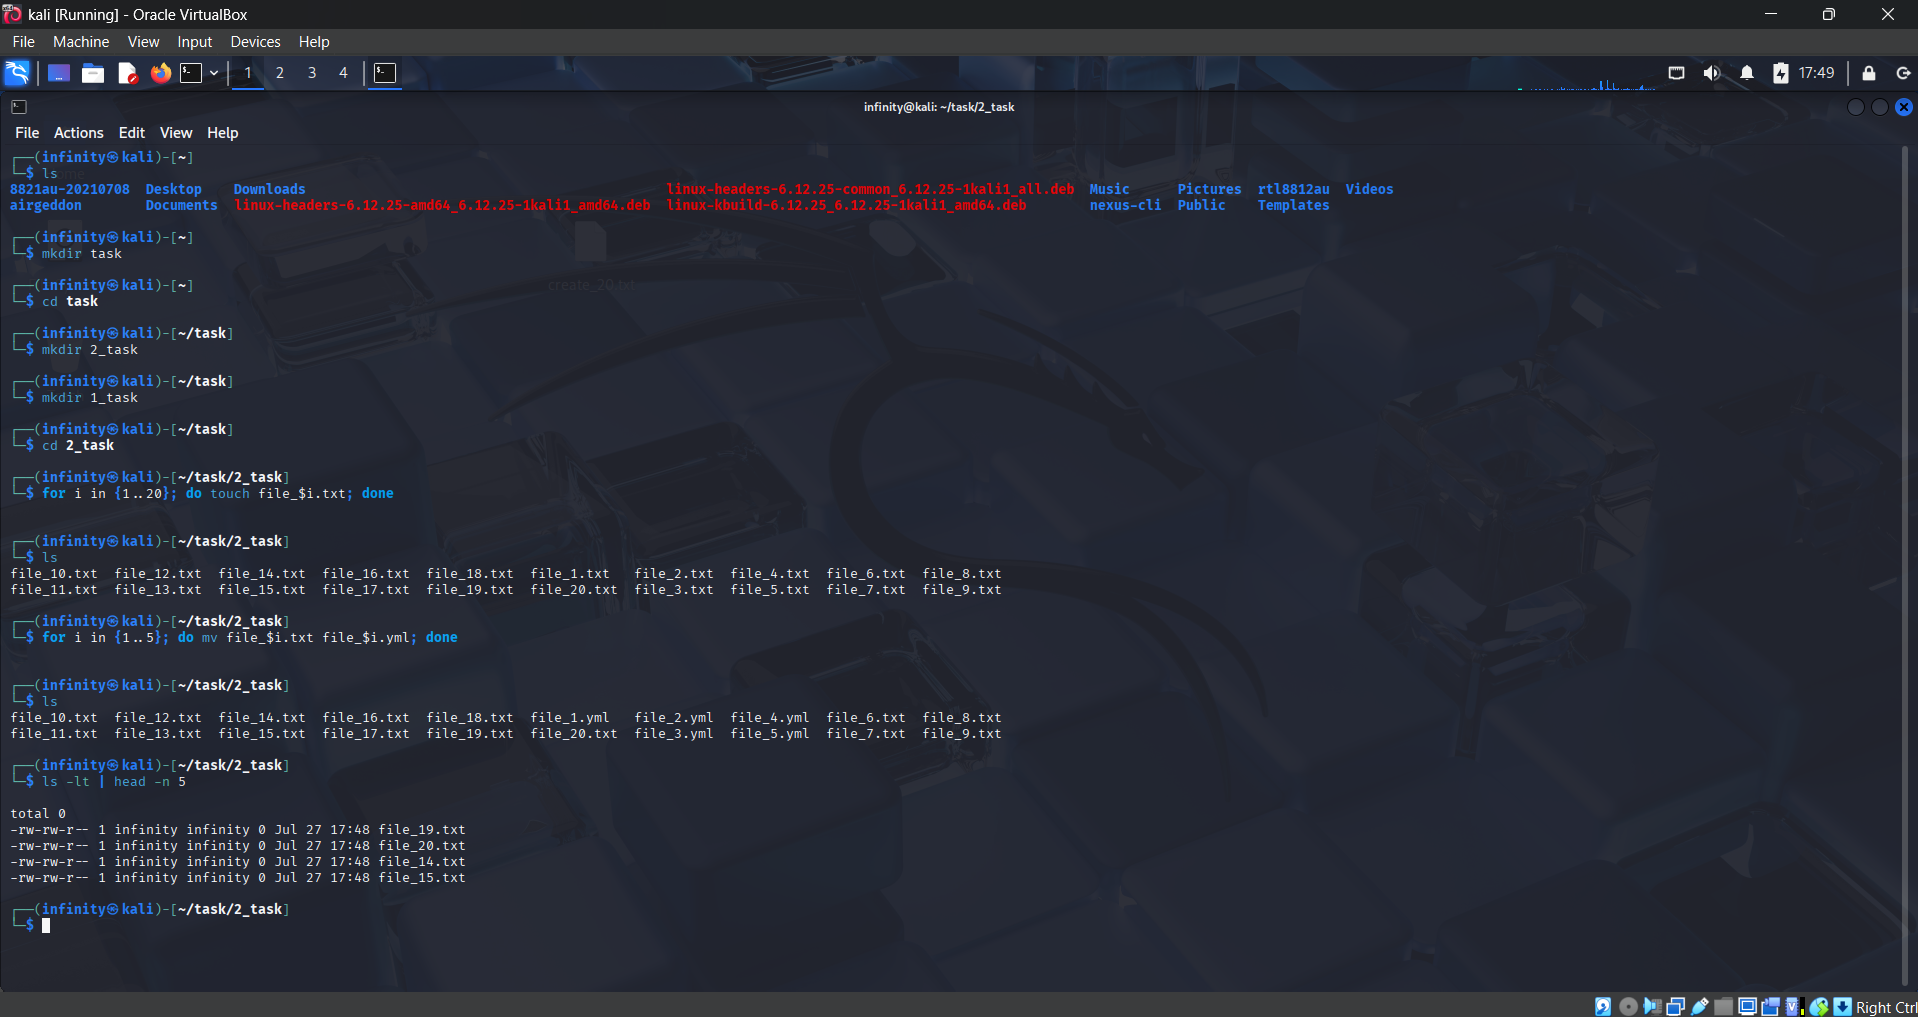 kali [Running] - Oracle VirtualBox
File Machine View Input Devices Help
1 2 3 4 17:49
infinity@kali: ~/task/2_task
File Actions Edit View Help
┌──(infinity㉿kali)-[~]
└─$ ls
8821au-20210708 Desktop Downloads linux-headers-6.12.25-common_6.12.25-1kali1_all.deb Music Pictures rtl8812au Videos
airgeddon Documents linux-headers-6.12.25-amd64_6.12.25-1kali1_amd64.deb linux-kbuild-6.12.25_6.12.25-1kali1_amd64.deb nexus-cli Public Templates
┌──(infinity㉿kali)-[~]
└─$ mkdir task
create_20.txt
┌──(infinity㉿kali)-[~]
└─$ cd task
┌──(infinity㉿kali)-[~/task]
└─$ mkdir 2_task
┌──(infinity㉿kali)-[~/task]
└─$ mkdir 1_task
┌──(infinity㉿kali)-[~/task]
└─$ cd 2_task
┌──(infinity㉿kali)-[~/task/2_task]
└─$ for i in {1..20}; do touch file_$i.txt; done
┌──(infinity㉿kali)-[~/task/2_task]
└─$ ls
file_10.txt file_12.txt file_14.txt file_16.txt file_18.txt file_1.txt file_2.txt file_4.txt file_6.txt file_8.txt
file_11.txt file_13.txt file_15.txt file_17.txt file_19.txt file_20.txt file_3.txt file_5.txt file_7.txt file_9.txt
┌──(infinity㉿kali)-[~/task/2_task]
└─$ for i in {1..5}; do mv file_$i.txt file_$i.yml; done
┌──(infinity㉿kali)-[~/task/2_task]
└─$ ls
file_10.txt file_12.txt file_14.txt file_16.txt file_18.txt file_1.yml file_2.yml file_4.yml file_6.txt file_8.txt
file_11.txt file_13.txt file_15.txt file_17.txt file_19.txt file_20.txt file_3.yml file_5.yml file_7.txt file_9.txt
┌──(infinity㉿kali)-[~/task/2_task]
└─$ ls -lt | head -n 5
total 0
-rw-rw-r-- 1 infinity infinity 0 Jul 27 17:48 file_19.txt
-rw-rw-r-- 1 infinity infinity 0 Jul 27 17:48 file_20.txt
-rw-rw-r-- 1 infinity infinity 0 Jul 27 17:48 file_14.txt
-rw-rw-r-- 1 infinity infinity 0 Jul 27 17:48 file_15.txt
┌──(infinity㉿kali)-[~/task/2_task]
└─$
Right Ctrl